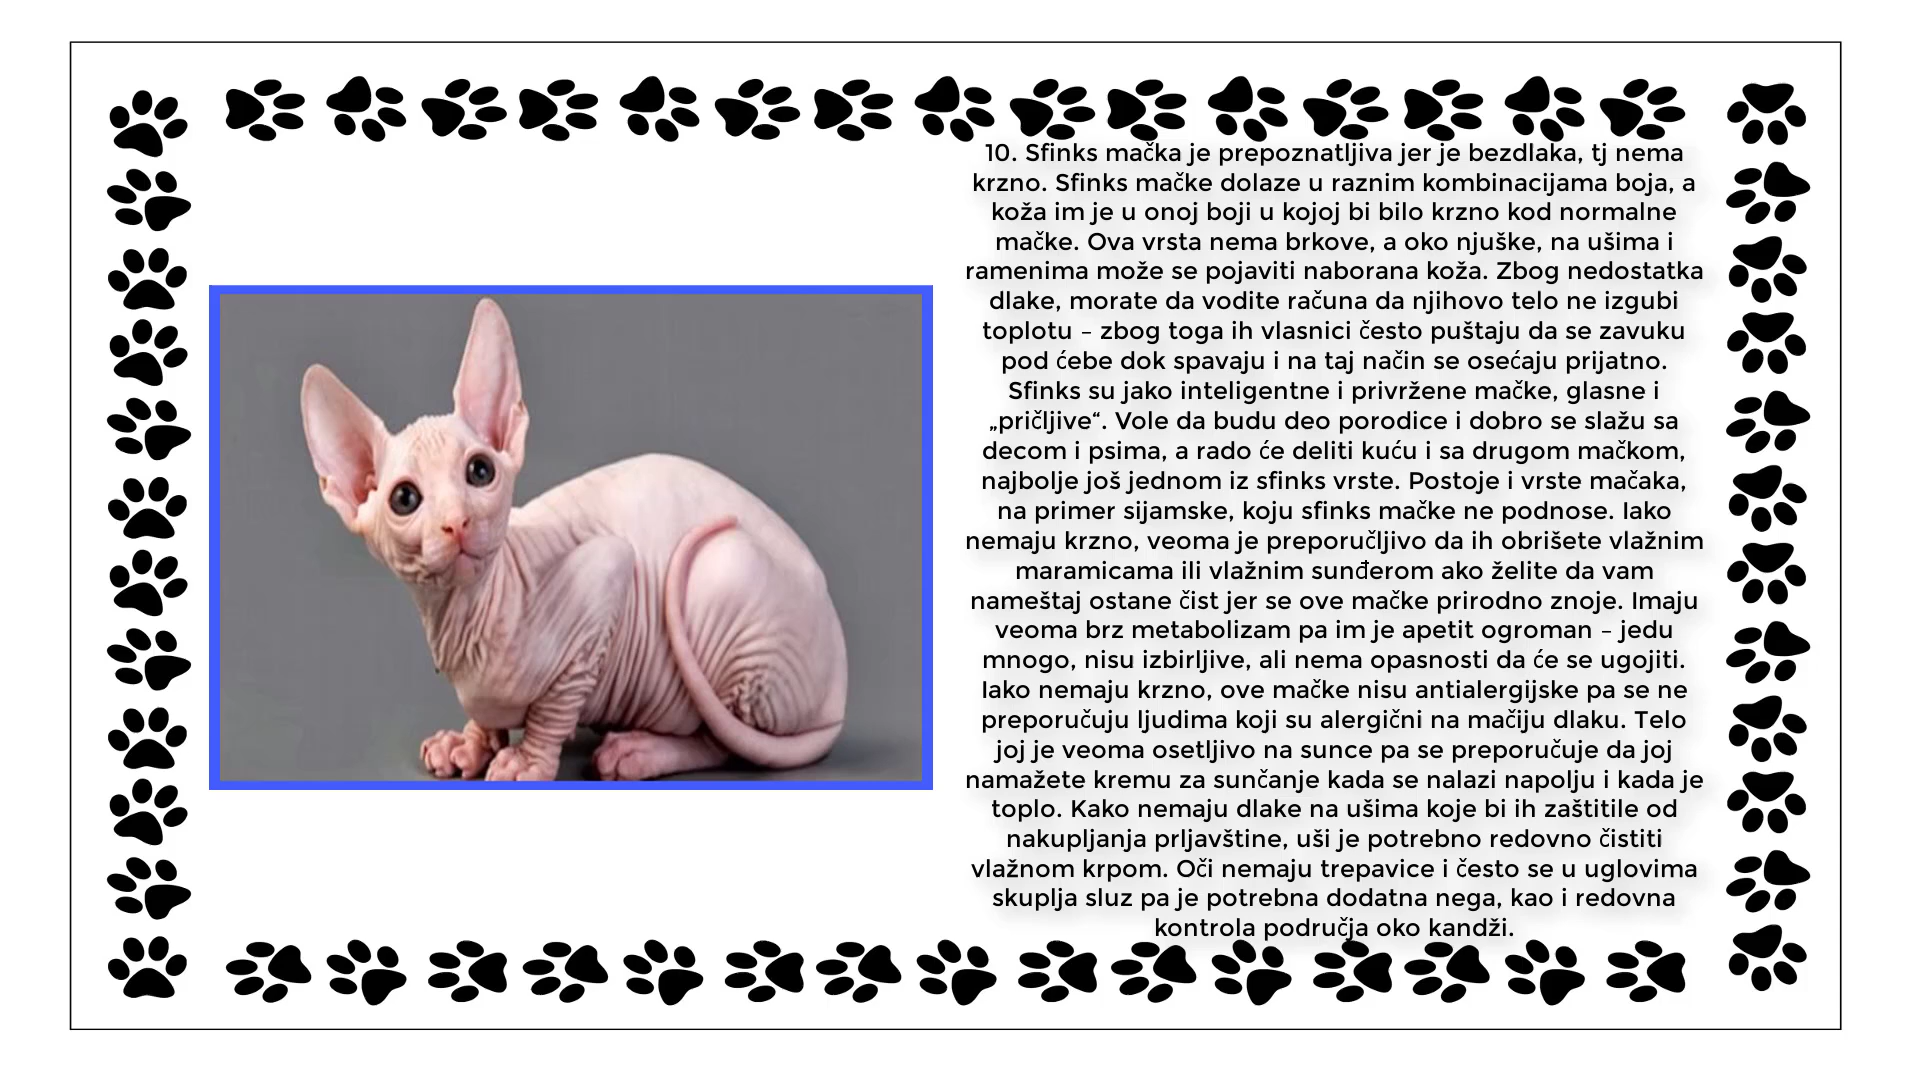 10. Sfinks mačka je prepoznatljiva jer je bezdlaka, tj nema
krzno. Sfinks mačke dolaze u raznim kombinacijama boja, a
koža im je u onoj boji u kojoj bi bilo krzno kod normalne
mačke. Ova vrsta nema brkove, a oko njuške, na ušima i
ramenima može se pojaviti naborana koža. Zbog nedostatka
dlake, morate da vodite računa da njihovo telo ne izgubi
toplotu – zbog toga ih vlasnici često puštaju da se zavuku
pod ćebe dok spavaju i na taj način se osećaju prijatno.
Sfinks su jako inteligentne i privržene mačke, glasne i
„pričljive“. Vole da budu deo porodice i dobro se slažu sa
decom i psima, a rado će deliti kuću i sa drugom mačkom,
najbolje još jednom iz sfinks vrste. Postoje i vrste mačaka,
na primer sijamske, koju sfinks mačke ne podnose. Iako
nemaju krzno, veoma je preporučljivo da ih obrišete vlažnim
maramicama ili vlažnim sunđerom ako želite da vam
nameštaj ostane čist jer se ove mačke prirodno znoje. Imaju
veoma brz metabolizam pa im je apetit ogroman – jedu
mnogo, nisu izbirljive, ali nema opasnosti da će se ugojiti.
Iako nemaju krzno, ove mačke nisu antialergijske pa se ne
preporučuju ljudima koji su alergični na mačiju dlaku. Telo
joj je veoma osetljivo na sunce pa se preporučuje da joj
namažete kremu za sunčanje kada se nalazi napolju i kada je
toplo. Kako nemaju dlake na ušima koje bi ih zaštitile od
nakupljanja prljavštine, uši je potrebno redovno čistiti
vlažnom krpom. Oči nemaju trepavice i često se u uglovima
skuplja sluz pa je potrebna dodatna nega, kao i redovna
kontrola područja oko kandži.